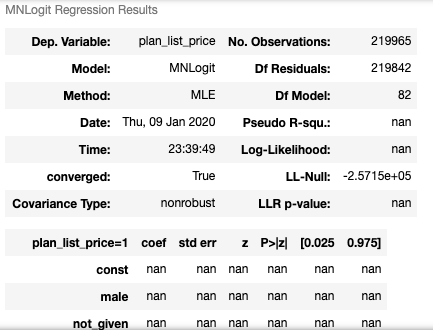 MNLogit Regression Results
Dep. Variable: plan_list_price No. Observations: 219965
Model: MNLogit Df Residuals: 219842
Method: MLE Df Model: 82
Date: Thu, 09 Jan 2020 Pseudo R-squ.: nan
Time: 23:39:49 Log-Likelihood: nan
converged: True LL-Null: -2.5715e+05
Covariance Type: nonrobust LLR p-value: nan
plan_list_price=1 coef std err z P>|z| [0.025 0.975]
const nan nan nan nan nan nan
male nan nan nan nan nan nan
not_given nan nan nan nan nan nan